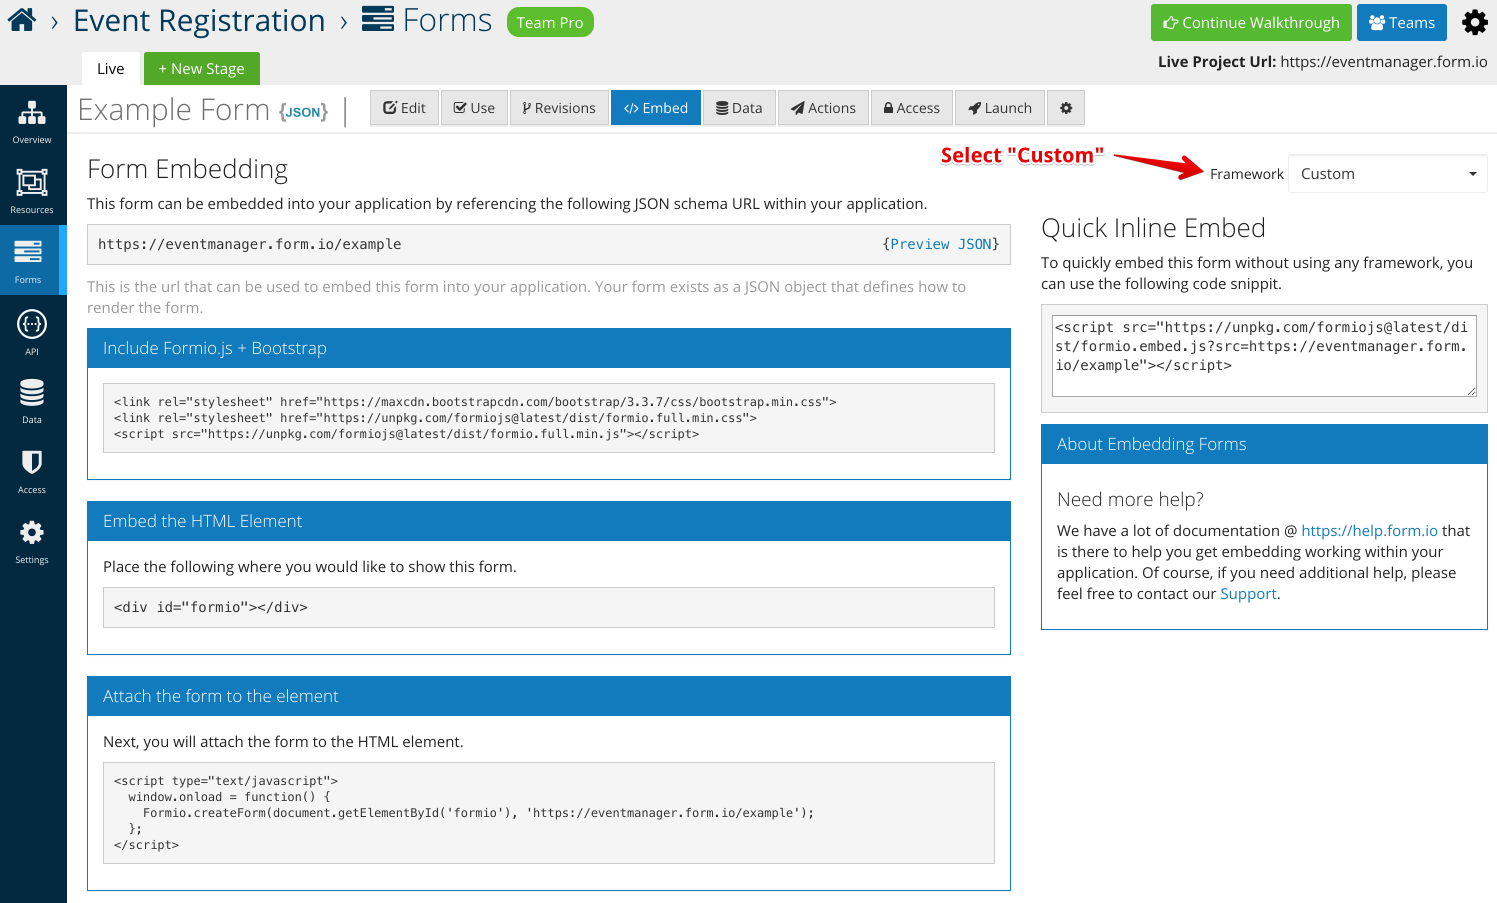 › Event Registration › Forms Team Pro
Continue Walkthrough Teams
Live + New Stage
Live Project Url: https://eventmanager.form.io
Example Form {JSON} |
Edit Use Revisions </> Embed Data Actions Access Launch
Overview
Resources
Forms
API
Data
Access
Settings
Form Embedding
This form can be embedded into your application by referencing the following JSON schema URL within your application.
https://eventmanager.form.io/example {Preview JSON}
This is the url that can be used to embed this form into your application. Your form exists as a JSON object that defines how to
render the form.
Include Formio.js + Bootstrap
<link rel="stylesheet" href="https://maxcdn.bootstrapcdn.com/bootstrap/3.3.7/css/bootstrap.min.css">
<link rel="stylesheet" href="https://unpkg.com/formiojs@latest/dist/formio.full.min.css">
<script src="https://unpkg.com/formiojs@latest/dist/formio.full.min.js"></script>
Embed the HTML Element
Place the following where you would like to show this form.
<div id="formio"></div>
Attach the form to the element
Next, you will attach the form to the HTML element.
<script type="text/javascript">
window.onload = function() {
Formio.createForm(document.getElementById('formio'), 'https://eventmanager.form.io/example');
};
</script>
Select "Custom"
Framework Custom
Quick Inline Embed
To quickly embed this form without using any framework, you
can use the following code snippit.
<script src="https://unpkg.com/formiojs@latest/di
st/formio.embed.js?src=https://eventmanager.form.
io/example"></script>
About Embedding Forms
Need more help?
We have a lot of documentation @ https://help.form.io that
is there to help you get embedding working within your
application. Of course, if you need additional help, please
feel free to contact our Support.